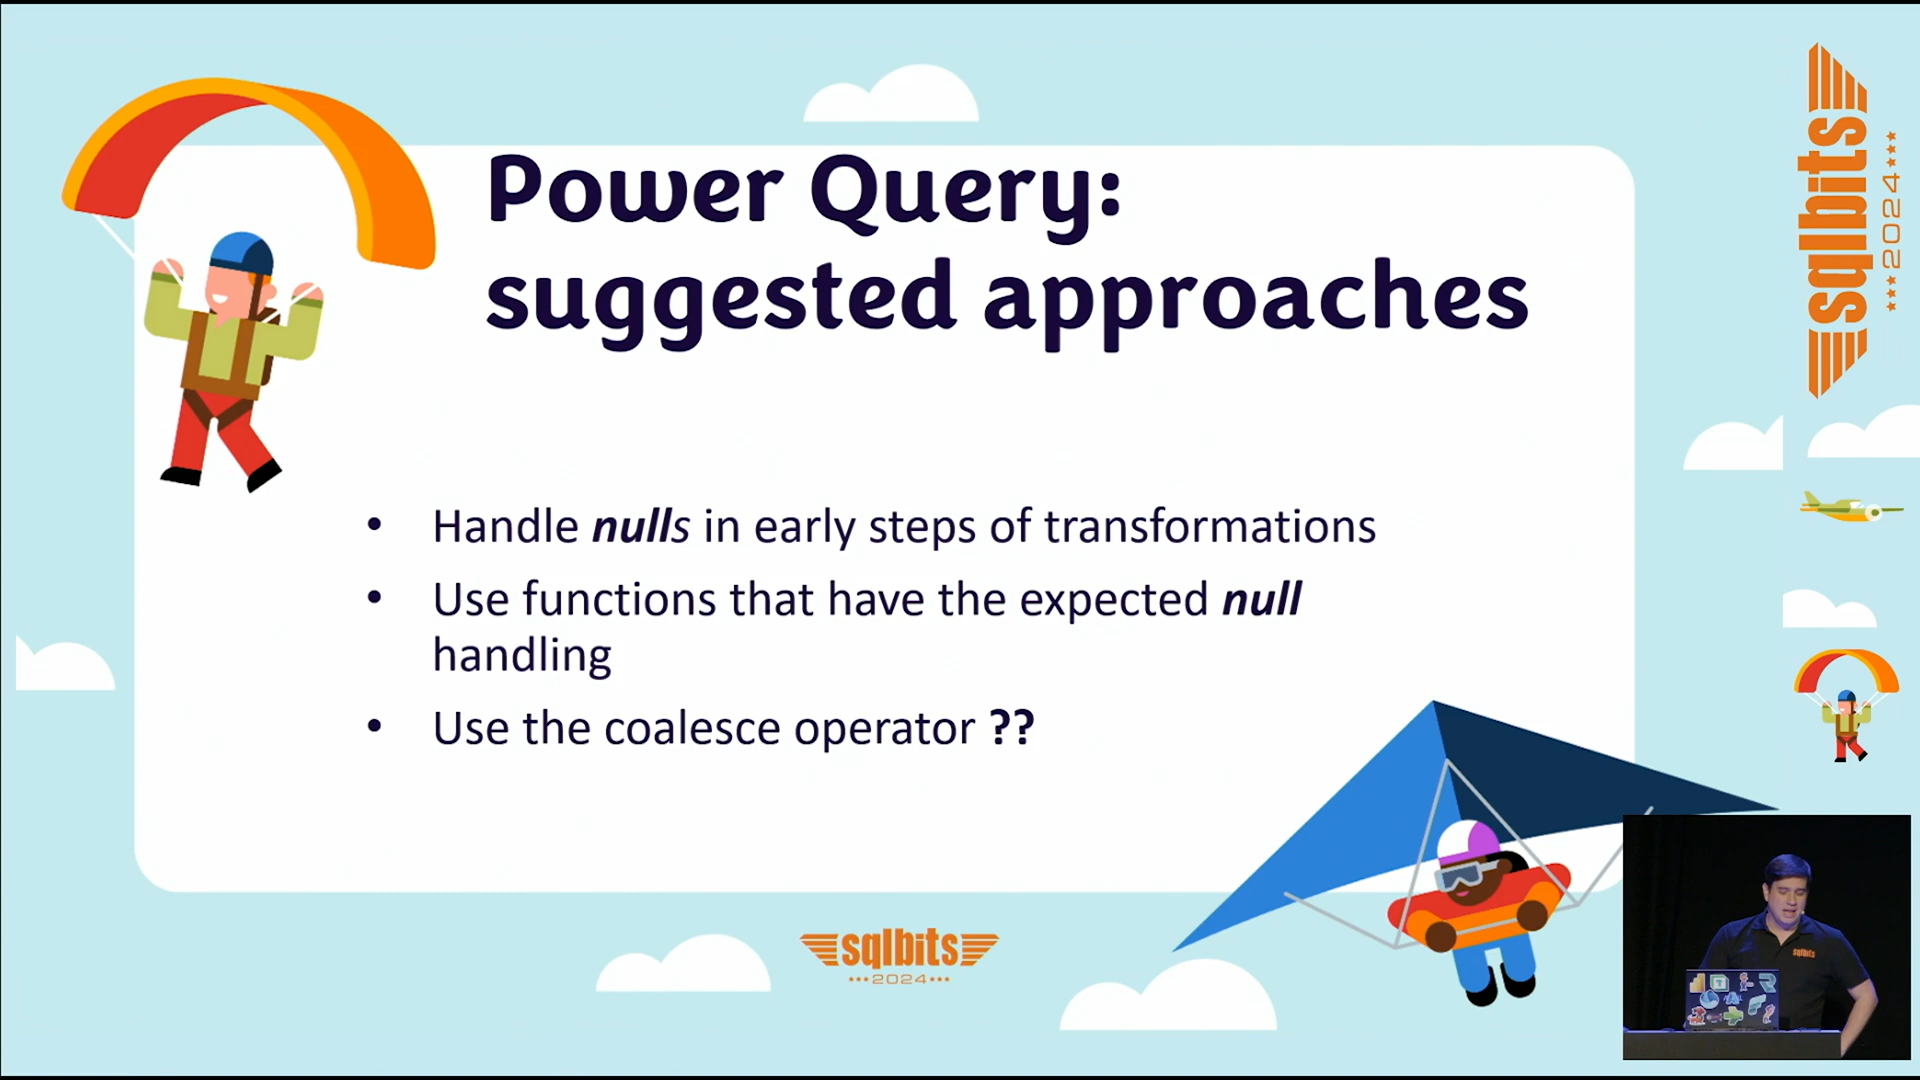 Power Query:
suggested approaches
• Handle nulls in early steps of transformations
• Use functions that have the expected null
handling
• Use the coalesce operator ??
sqlbits
2024
sqlbits
2024
sqlbits